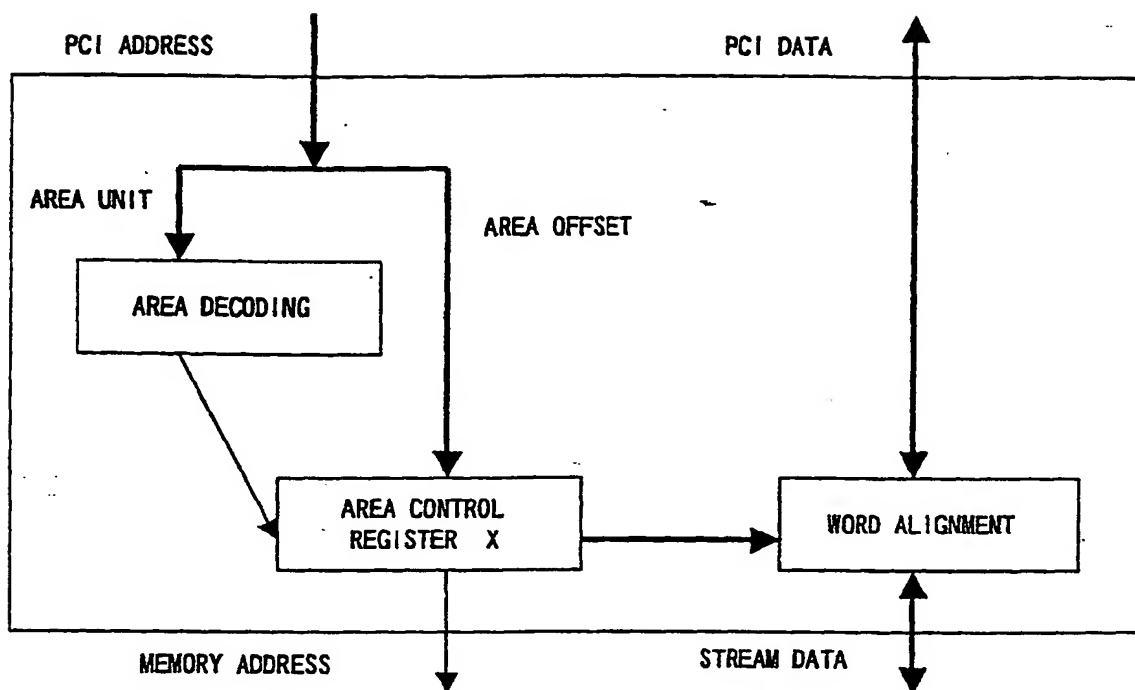 PCI ADDRESS
PCI DATA
AREA UNIT
AREA OFFSET
AREA DECODING
AREA CONTROL
REGISTER X
WORD ALIGNMENT
MEMORY ADDRESS
STREAM DATA